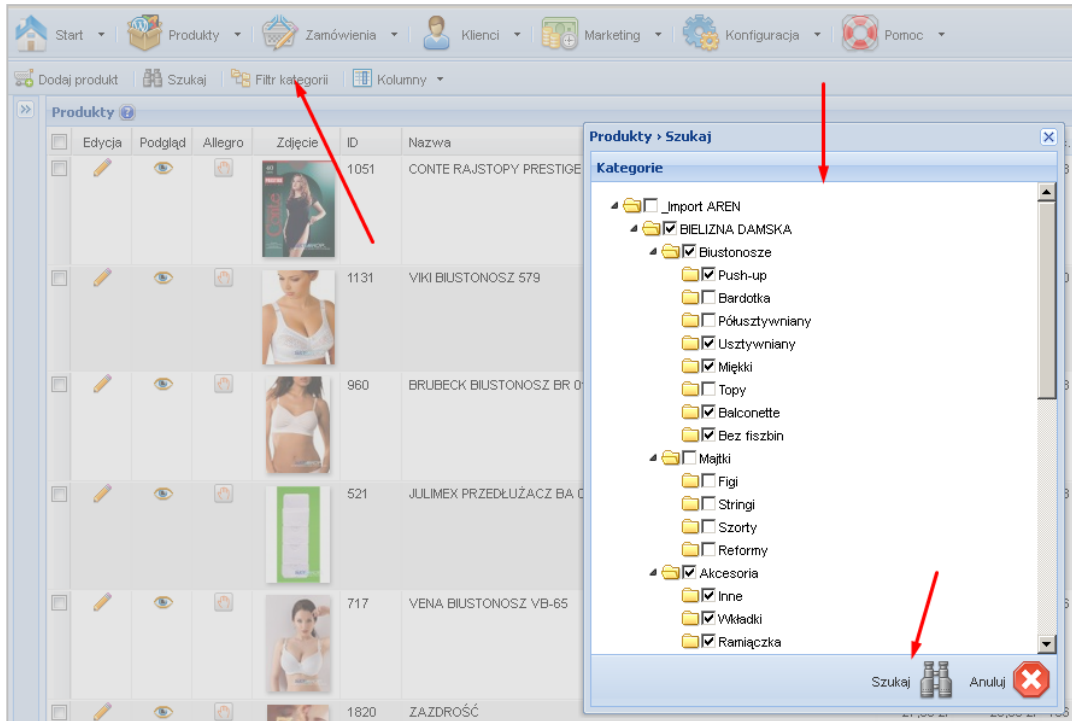 Start Produkty Zamówienia Klienci Marketing Konfiguracja Pomoc
Dodaj produkt Szukaj Filtr kategorii Kolumny
Produkty
Edycja Podgląd Allegro Zdjęcie ID Nazwa
1051 CONTE RAJSTOPY PRESTIGE
1131 VIKI BIUSTONOSZ 579
960 BRUBECK BIUSTONOSZ BR 0
521 JULIMEX PRZEDŁUŻACZ BA 0
717 VENA BIUSTONOSZ VB-65
1820 ZAZDROŚĆ
Produkty › Szukaj
Kategorie
_Import AREN
BIELIZNA DAMSKA
Biustonosze
Push-up
Bardotka
Półusztywniany
Usztywniany
Miękki
Topy
Balconette
Bez fiszbin
Majtki
Figi
Stringi
Szorty
Reformy
Akcesoria
Inne
Wkładki
Ramiączka
Szukaj Anuluj